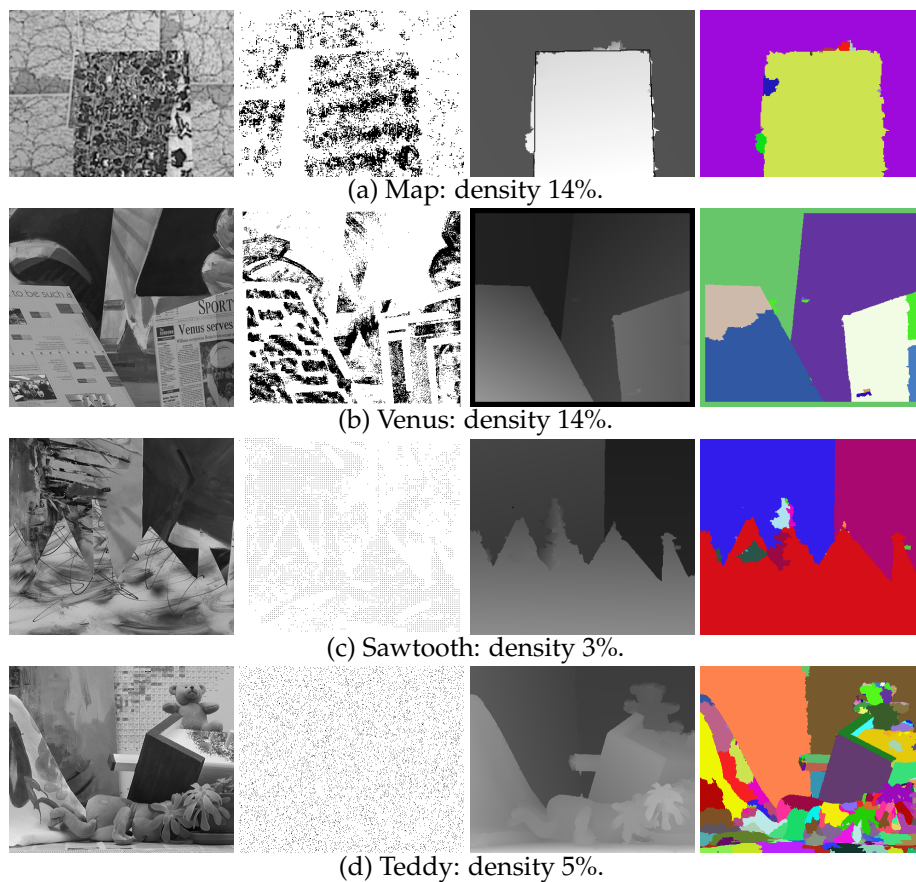 (a) Map: density 14%.
to be such a
SPORT
Venus serves
(b) Venus: density 14%.
(c) Sawtooth: density 3%.
(d) Teddy: density 5%.